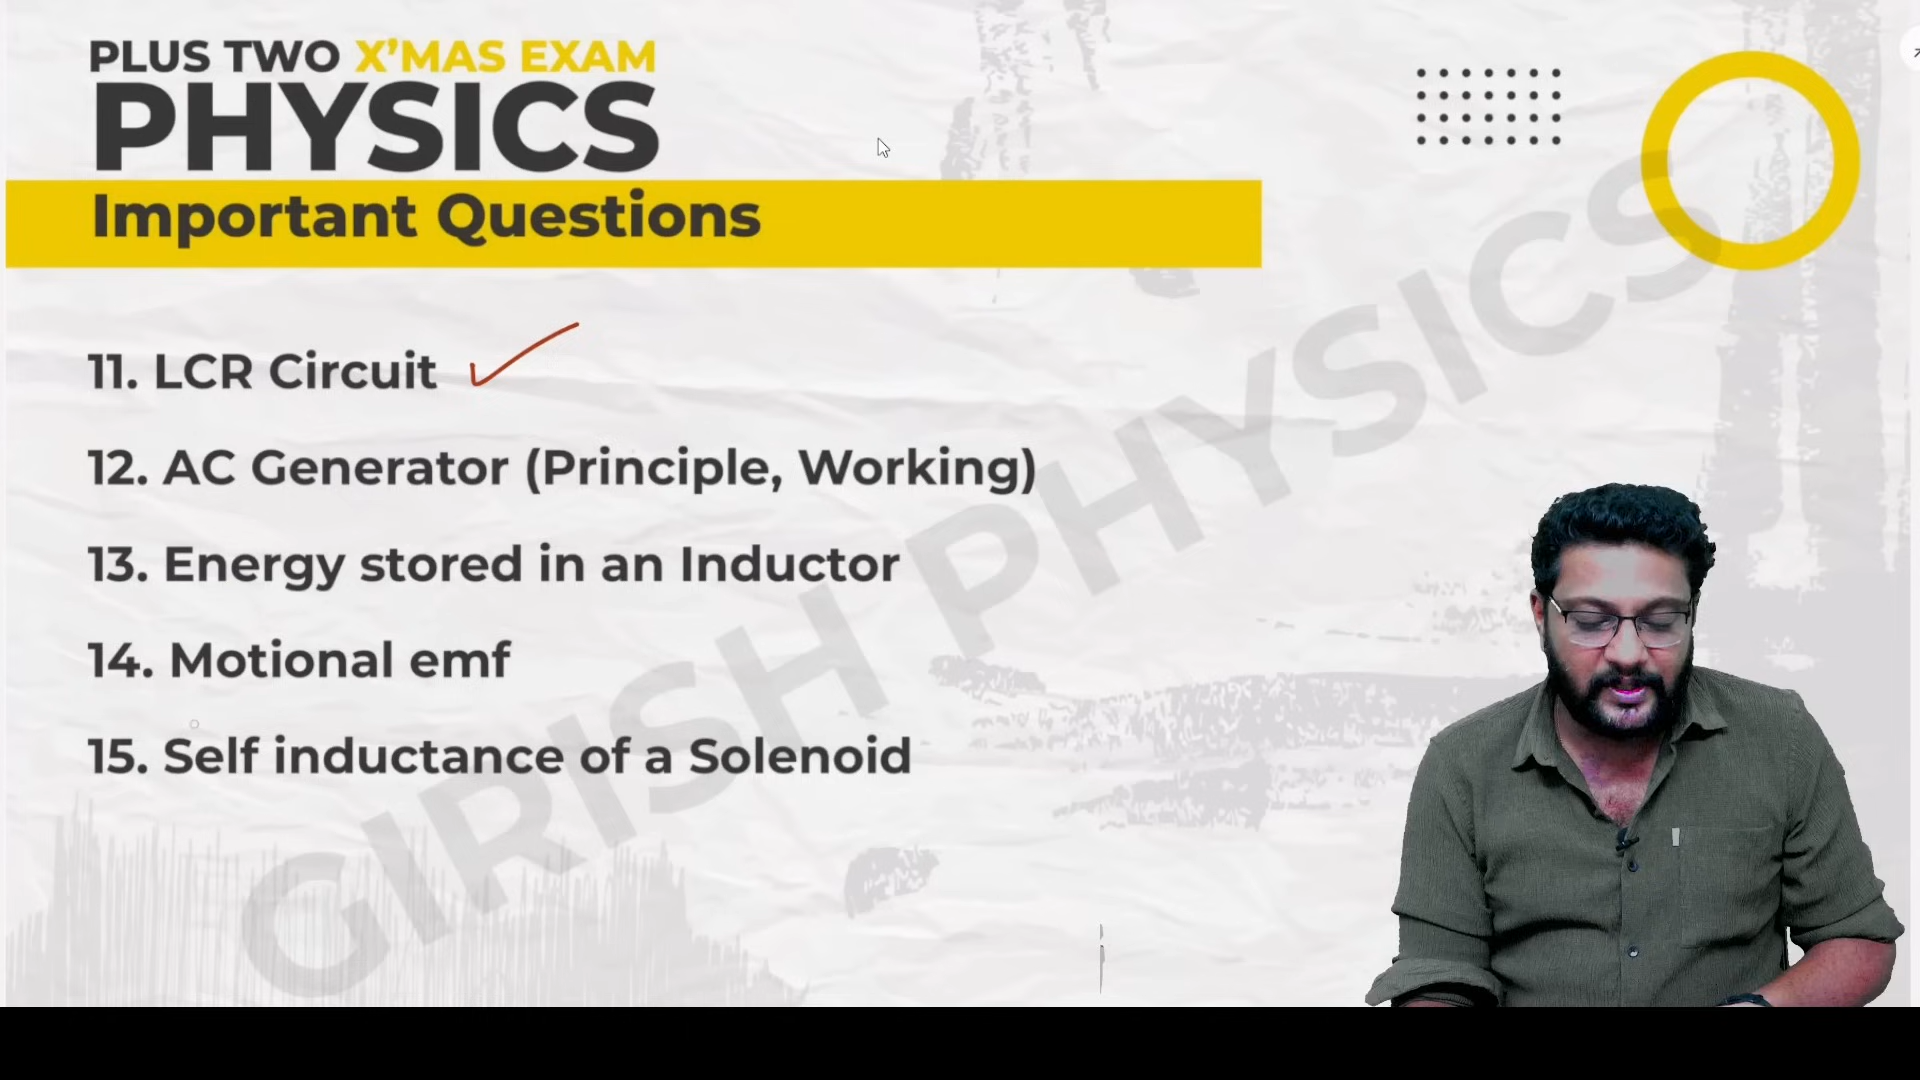 PLUS TWO X'MAS EXAM
PHYSICS
Important Questions
11. LCR Circuit
12. AC Generator (Principle, Working)
13. Energy stored in an Inductor
14. Motional emf
15. Self inductance of a Solenoid
GIRISH PHYSICS